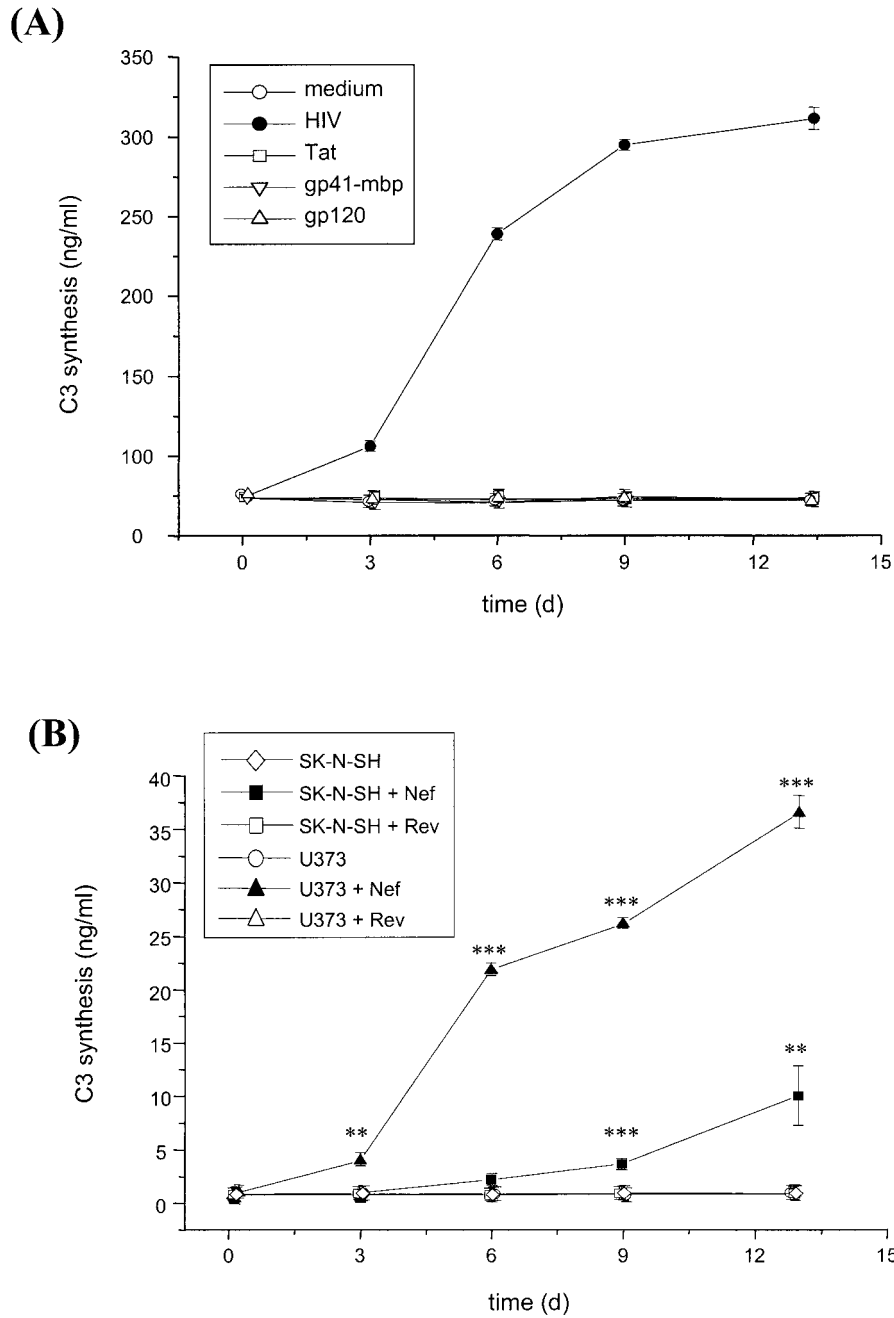 (A)
350
300
250
300
150
100
0
C3 synthesis (ng/ml)
medium
HIV
Tat
gp41-mbp
gp120
0 3 6 9 12 15
time (d)
(B)
40
35
30
25
20
15
10
5
0
C3 synthesis (ng/ml)
SK-N-SH
SK-N-SH + Nef
SK-N-SH + Rev
U373
U373 + Nef
U373 + Rev
***
***
***
**
**
***
0 3 6 9 12 15
time (d)